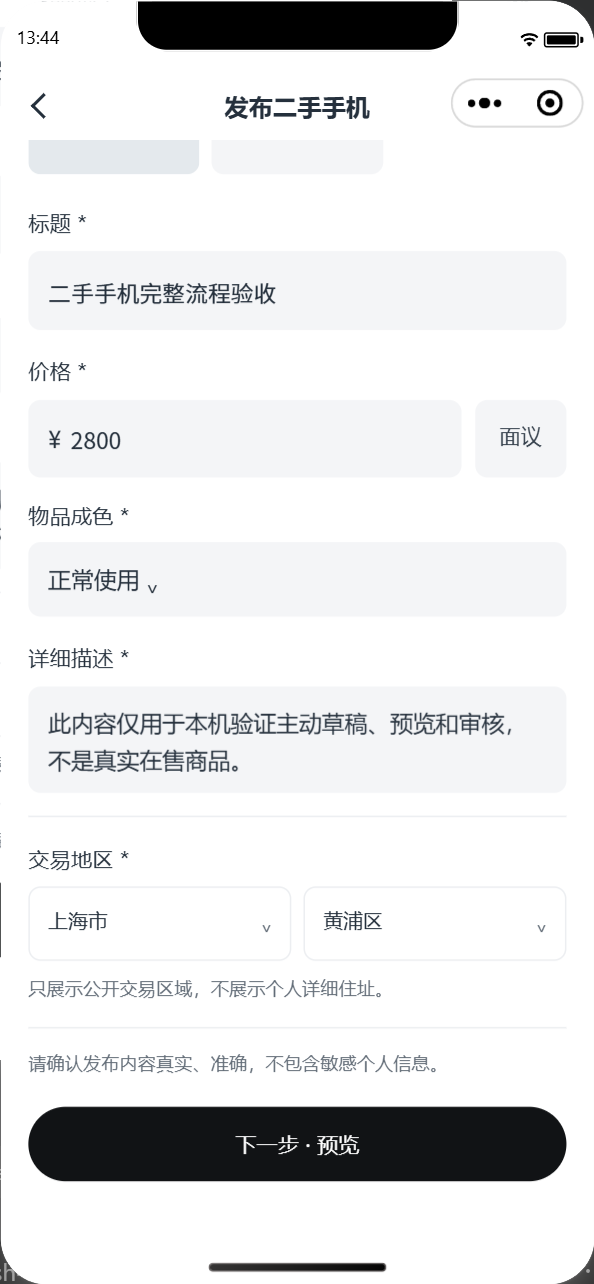 13:44
发布二手手机
标题 *
二手手机完整流程验收
价格 *
¥ 2800
面议
物品成色 *
正常使用
详细描述 *
此内容仅用于本机验证主动草稿、预览和审核，
不是真实在售商品。
交易地区 *
上海市
黄浦区
只展示公开交易区域，不展示个人详细住址。
请确认发布内容真实、准确，不包含敏感个人信息。
下一步 · 预览